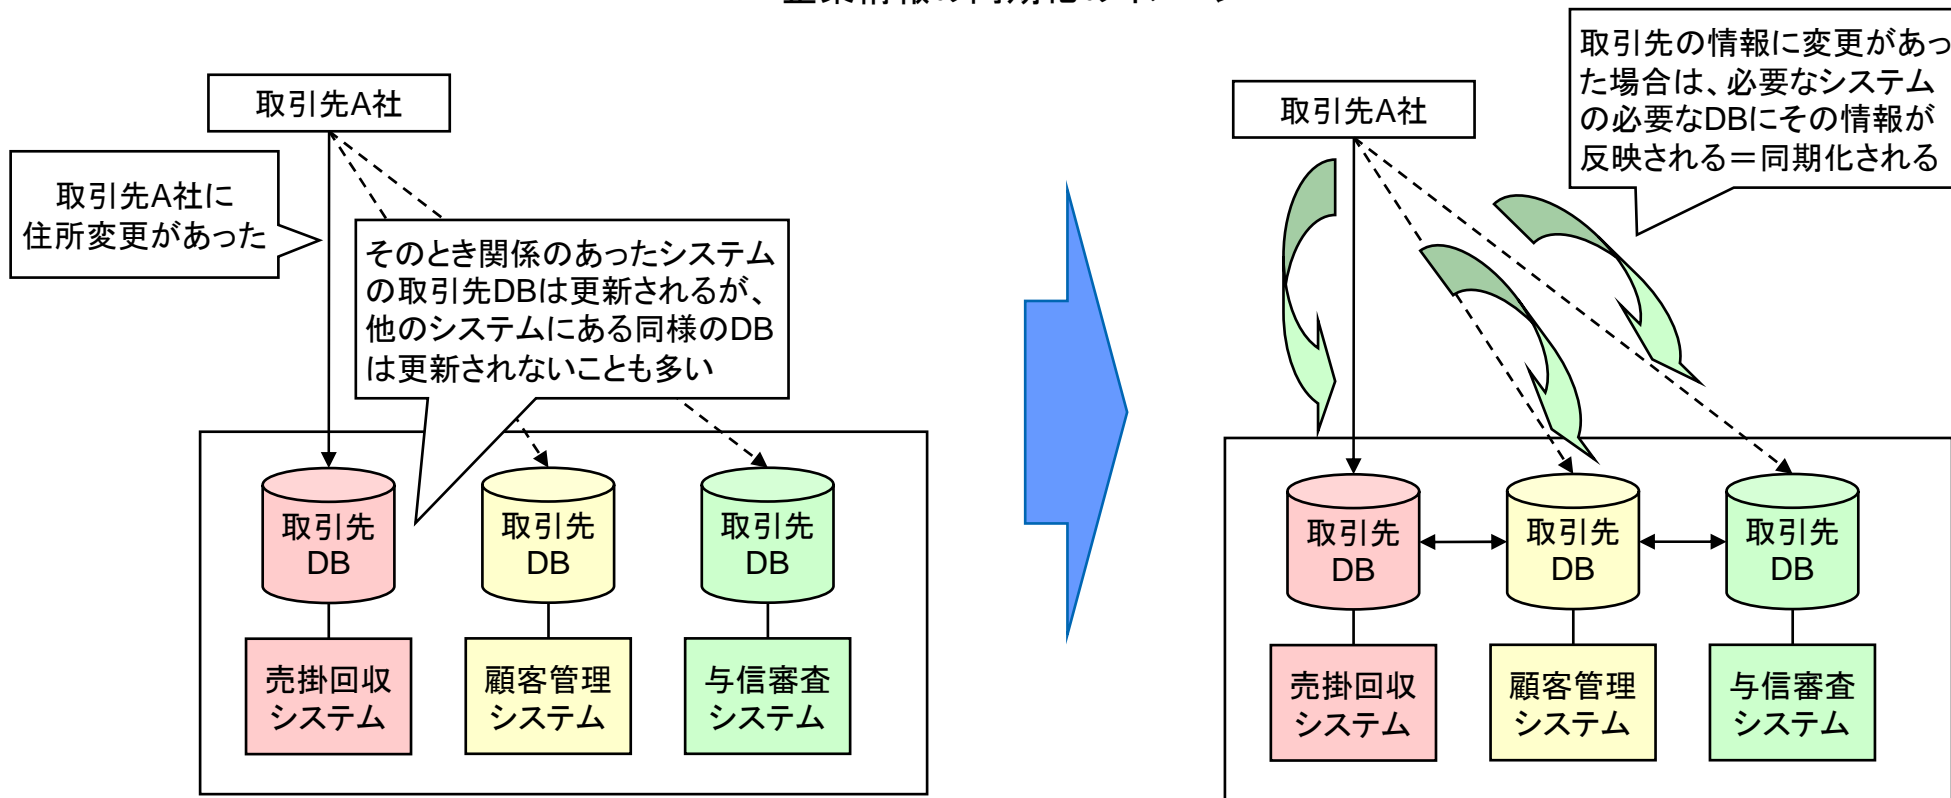 取引先A社
取引先A社に
住所変更があった
そのとき関係のあったシステム
の取引先DBは更新されるが、
他のシステムにある同様のDB
は更新されないことも多い
取引先
DB
取引先
DB
取引先
DB
売掛回収
システム
顧客管理
システム
与信審査
システム
取引先の情報に変更があっ
た場合は、必要なシステム
の必要なDBにその情報が
反映される＝同期化される
取引先A社
取引先
DB
取引先
DB
取引先
DB
売掛回収
システム
顧客管理
システム
与信審査
システム